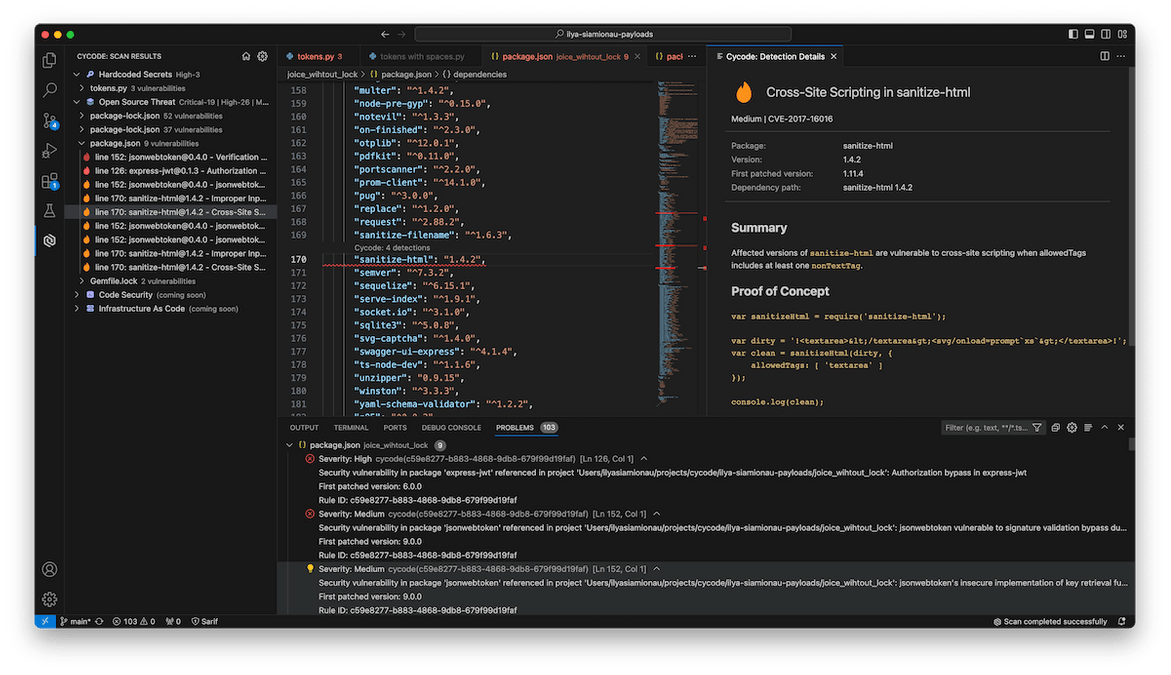 ilya-siamionau-payloads
CYCODE: SCAN RESULTS
Hardcoded Secrets High-3
tokens.py 3 vulnerabilities
Open Source Threat Critical-19 | High-26 | M...
package-lock.json 52 vulnerabilities
package-lock.json 37 vulnerabilities
package.json 9 vulnerabilities
line 152: jsonwebtoken@0.4.0 - Verification ...
line 126: express-jwt@0.1.3 - Authorization ...
line 152: jsonwebtoken@0.4.0 - jsonwebtok...
line 170: sanitize-html@1.4.2 - Improper Inp...
line 170: sanitize-html@1.4.2 - Cross-Site S...
line 152: jsonwebtoken@0.4.0 - jsonwebtok...
line 152: jsonwebtoken@0.4.0 - jsonwebtok...
line 170: sanitize-html@1.4.2 - Improper Inp...
line 170: sanitize-html@1.4.2 - Cross-Site S...
Gemfile.lock 2 vulnerabilities
Code Security (coming soon)
Infrastructure As Code (coming soon)
tokens.py 3
tokens with spaces.py
package.json joice_wihtout_lock 9
pacl
joice_wihtout_lock > package.json > dependencies
158 "multer": "^1.4.2",
159 "node-pre-gyp": "^0.15.0",
160 "notevil": "^1.3.3",
161 "on-finished": "^2.3.0",
162 "otplib": "^12.0.1",
163 "pdfkit": "^0.11.0",
164 "portscanner": "^2.2.0",
165 "prom-client": "^14.1.0",
166 "pug": "^3.0.0",
167 "replace": "^1.2.0",
168 "request": "^2.88.2",
169 "sanitize-filename": "^1.6.3",
Cycode: 4 detections
170 "sanitize-html": "1.4.2",
171 "semver": "^7.3.2",
172 "sequelize": "^6.15.1",
173 "serve-index": "^1.9.1",
174 "socket.io": "^3.1.0",
175 "sqlite3": "^5.0.8",
176 "svg-captcha": "^1.4.0",
177 "swagger-ui-express": "^4.1.4",
178 "ts-node-dev": "^1.1.6",
179 "unzipper": "0.9.15",
180 "winston": "^3.3.3",
181 "yaml-schema-validator": "^1.2.2",
Cycode: Detection Details
Cross-Site Scripting in sanitize-html
Medium | CVE-2017-16016
Package: sanitize-html
Version: 1.4.2
First patched version: 1.11.4
Dependency path: sanitize-html 1.4.2
Summary
Affected versions of sanitize-html are vulnerable to cross-site scripting when allowedTags
includes at least one nonTextTag.
Proof of Concept
var sanitizeHtml = require('sanitize-html');
var dirty = '!<textarea>&lt;/textarea&gt;<svg/onload=prompt`xs`&gt;</textarea>!';
var clean = sanitizeHtml(dirty, {
allowedTags: [ 'textarea' ]
});
console.log(clean);
OUTPUT TERMINAL PORTS DEBUG CONSOLE PROBLEMS 103
Filter (e.g. text, **/*.ts...
package.json joice_wihtout_lock 9
Severity: High cycode(c59e8277-b883-4868-9db8-679f99d19faf) [Ln 126, Col 1]
Security vulnerability in package 'express-jwt' referenced in project 'Users/ilyasiamionau/projects/cycode/ilya-siamionau-payloads/joice_wihtout_lock': Authorization bypass in express-jwt
First patched version: 6.0.0
Rule ID: c59e8277-b883-4868-9db8-679f99d19faf
Severity: Medium cycode(c59e8277-b883-4868-9db8-679f99d19faf) [Ln 152, Col 1]
Security vulnerability in package 'jsonwebtoken' referenced in project 'Users/ilyasiamionau/projects/cycode/ilya-siamionau-payloads/joice_wihtout_lock': jsonwebtoken vulnerable to signature validation bypass du...
First patched version: 9.0.0
Rule ID: c59e8277-b883-4868-9db8-679f99d19faf
Severity: Medium cycode(c59e8277-b883-4868-9db8-679f99d19faf) [Ln 152, Col 1]
Security vulnerability in package 'jsonwebtoken' referenced in project 'Users/ilyasiamionau/projects/cycode/ilya-siamionau-payloads/joice_wihtout_lock': jsonwebtoken's insecure implementation of key retrieval fu...
First patched version: 9.0.0
Rule ID: c59e8277-b883-4868-9db8-679f99d19faf
main* 103 0 0 Sarif
Scan completed successfully